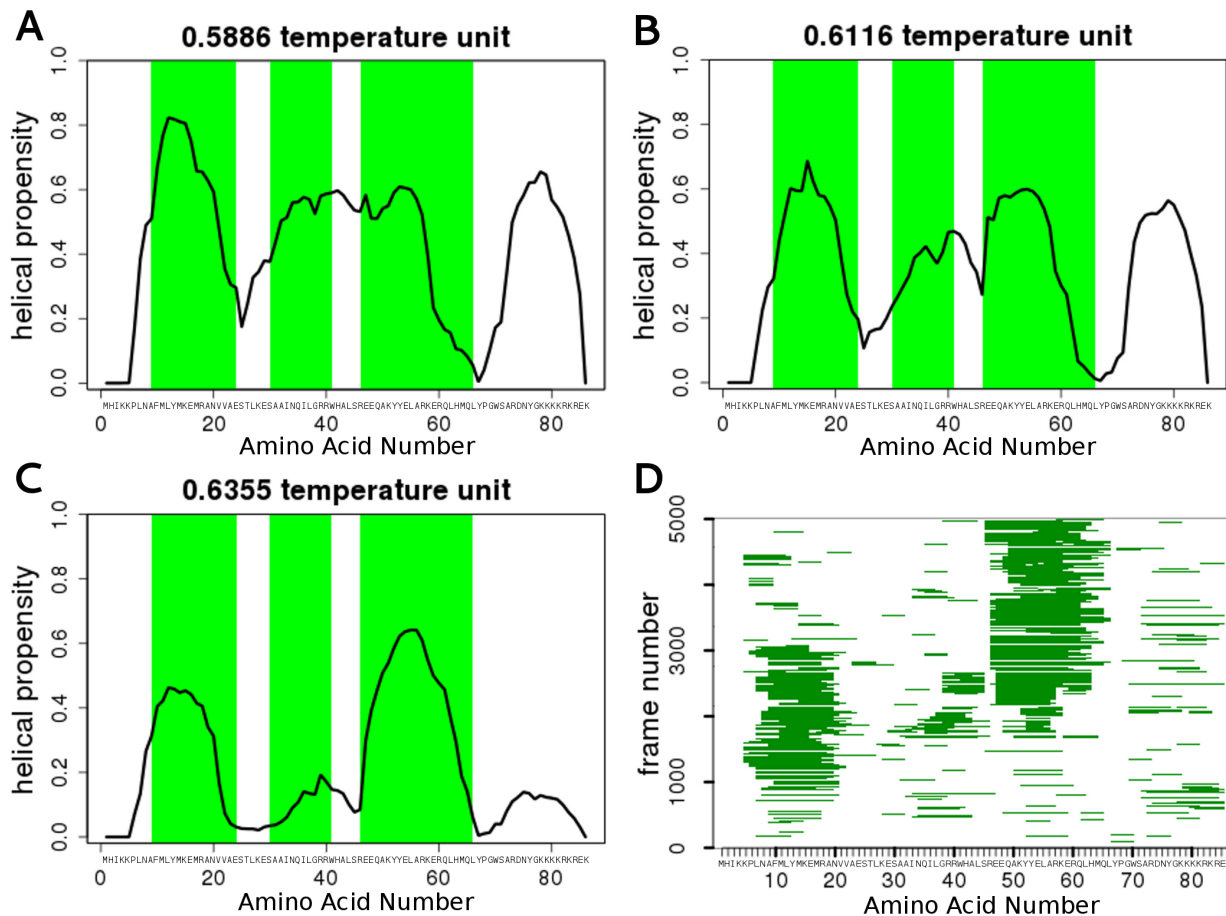 A
0.5886 temperature unit
helical propensity
1.0
0.8
0.6
0.4
0.2
0.0
MHIKKPLNAFMLYMKEMRANVVAESTLKESAAINQILGRRWHALSREEQAKYYELARKERQLHMQLYPGWSARDNYGKKKKRKREK
0 20 40 60 80
Amino Acid Number
B
0.6116 temperature unit
helical propensity
1.0
0.8
0.6
0.4
0.2
0.0
MHIKKPLNAFMLYMKEMRANVVAESTLKESAAINQILGRRWHALSREEQAKYYELARKERQLHMQLYPGWSARDNYGKKKKRKREK
0 20 40 60 80
Amino Acid Number
C
0.6355 temperature unit
helical propensity
1.0
0.8
0.6
0.4
0.2
0.0
MHIKKPLNAFMLYMKEMRANVVAESTLKESAAINQILGRRWHALSREEQAKYYELARKERQLHMQLYPGWSARDNYGKKKKRKREK
0 20 40 60 80
Amino Acid Number
D
frame number
5000
3000
1000
0
MHIKKPLNAFMLYMKEMRANVVAESTLKESAAINQILGRRWHALSREEQAKYYELARKERQLHMQLYPGWSARDNYGKKKKRKRE
10 20 30 40 50 60 70 80
Amino Acid Number